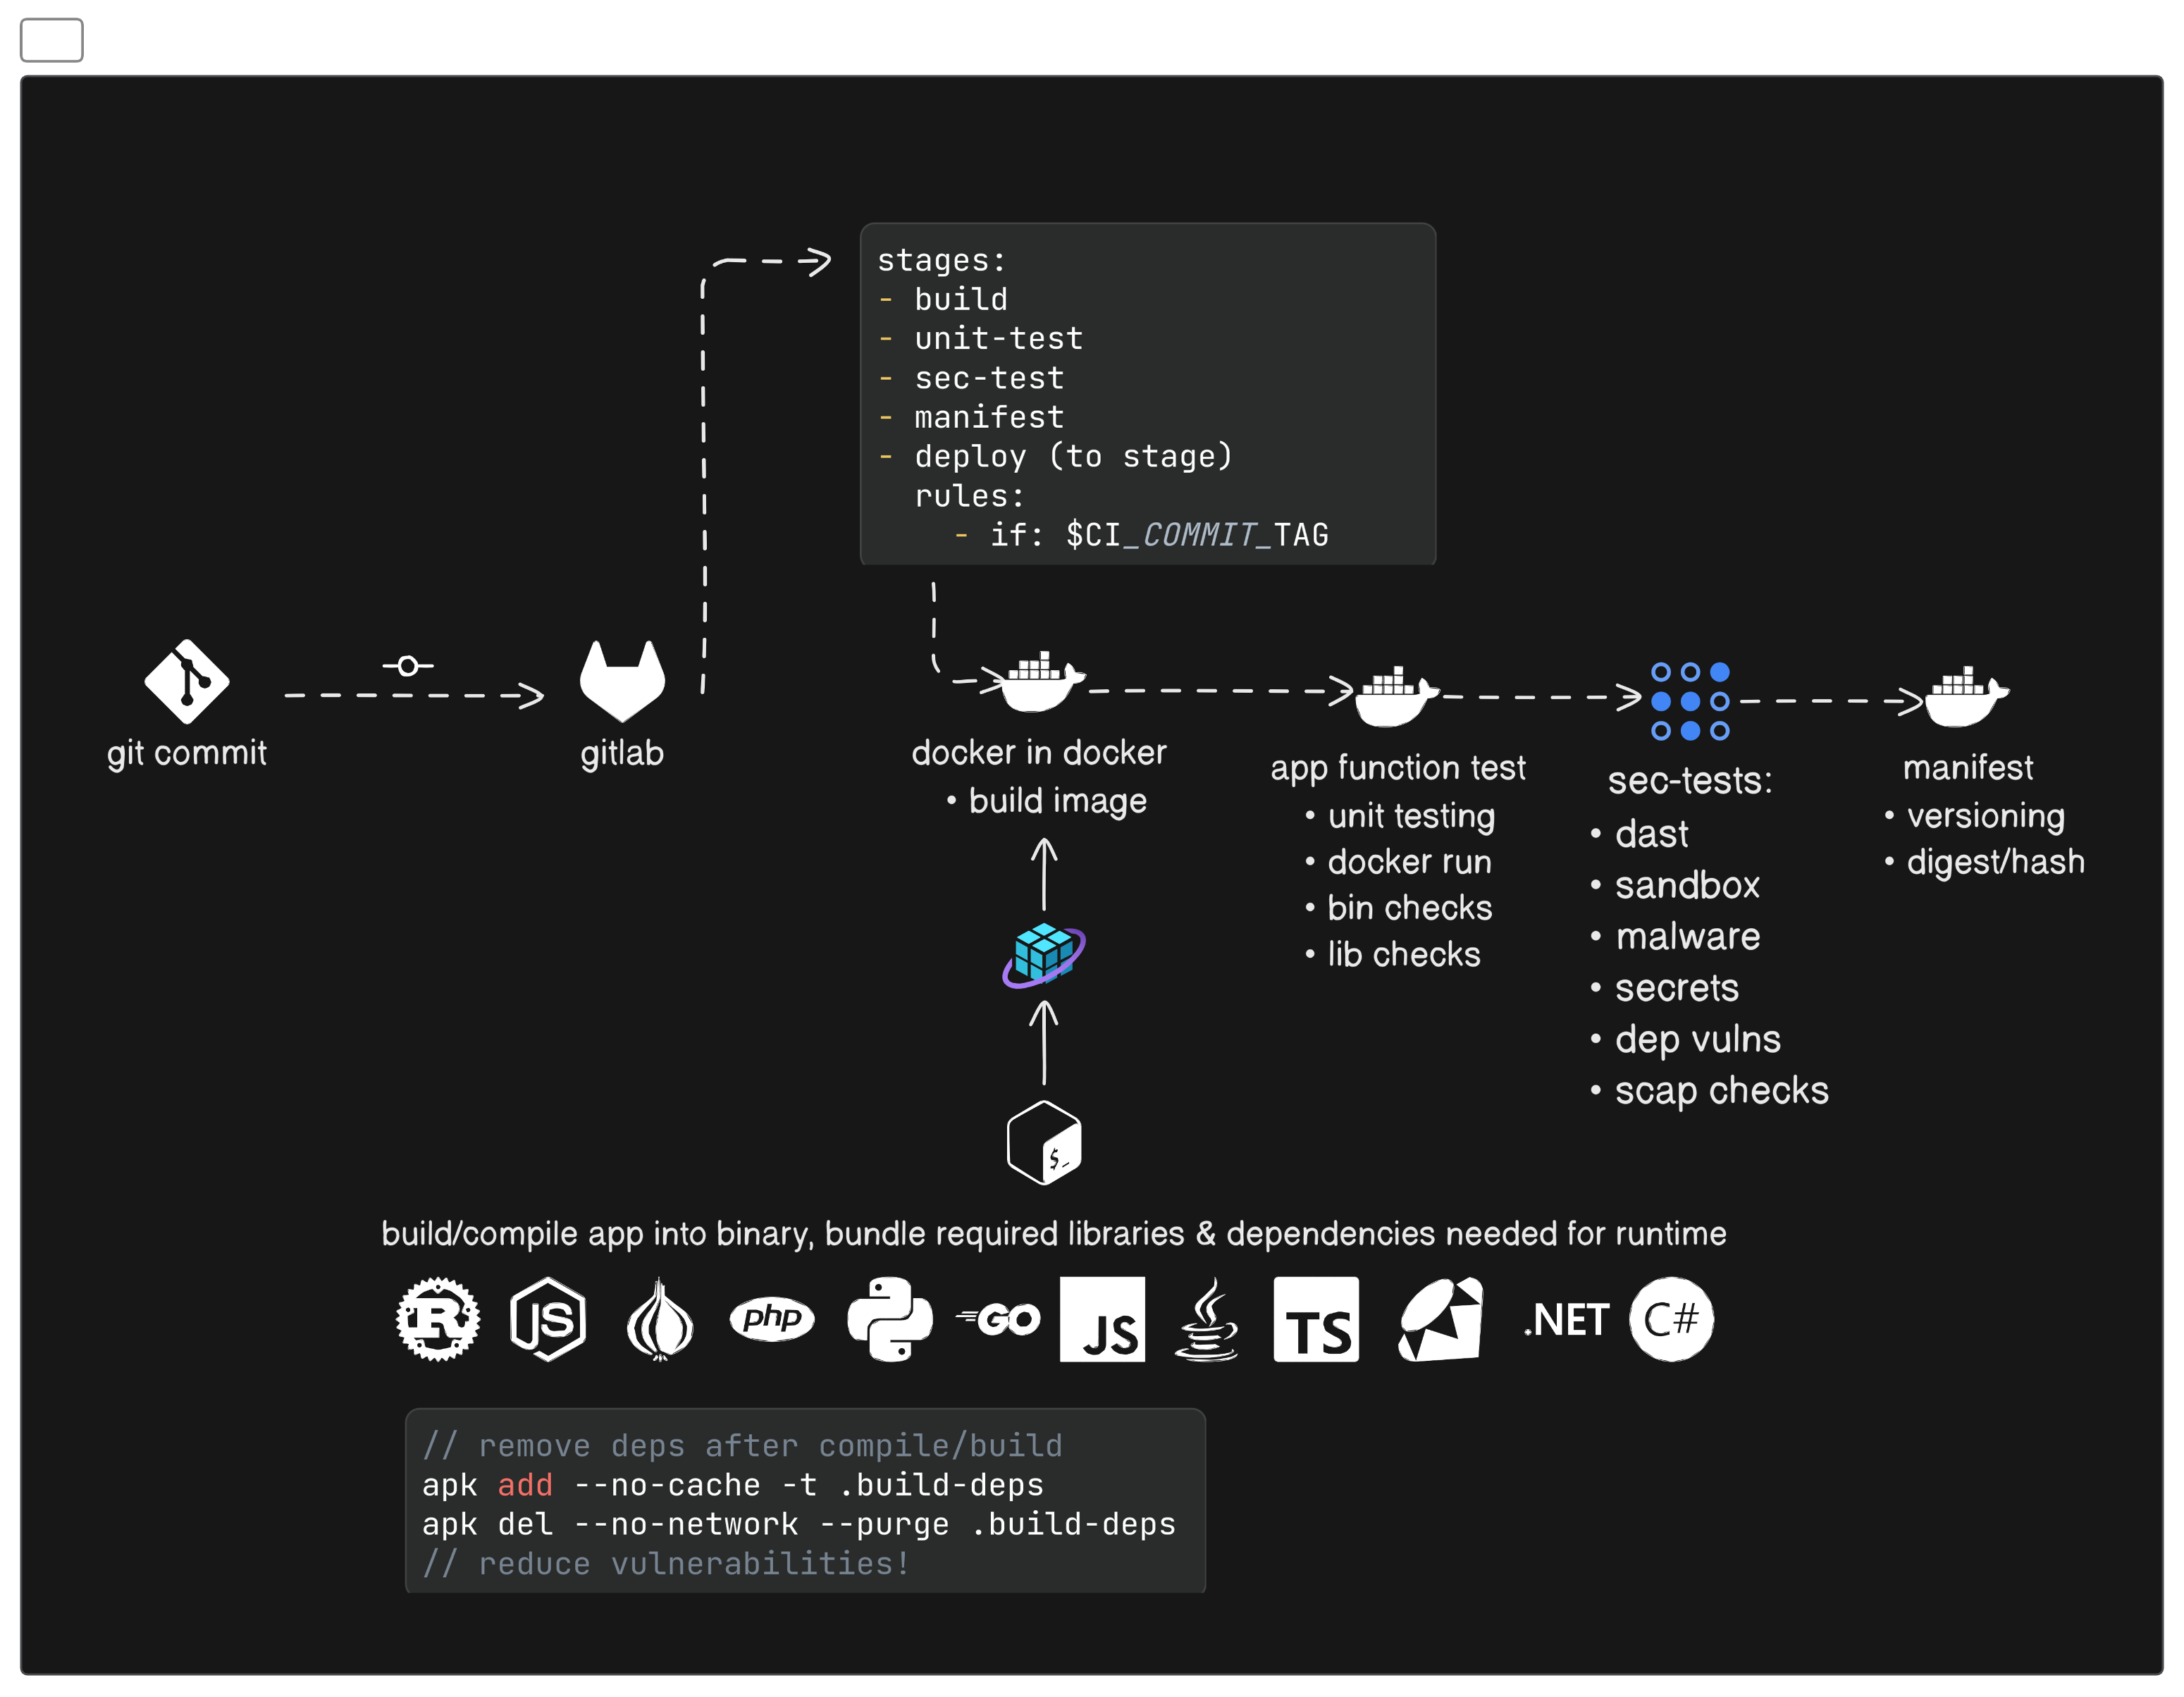 stages:
- build
- unit-test
- sec-test
- manifest
- deploy (to stage)
rules:
- if: $CI_COMMIT_TAG
git commit
gitlab
docker in docker
• build image
app function test
• unit testing
• docker run
• bin checks
• lib checks
sec-tests:
• dast
• sandbox
• malware
• secrets
• dep vulns
• scap checks
manifest
• versioning
• digest/hash
$_
build/compile app into binary, bundle required libraries & dependencies needed for runtime
R JS php GO JS TS .NET C#
// remove deps after compile/build
apk add --no-cache -t .build-deps
apk del --no-network --purge .build-deps
// reduce vulnerabilities!